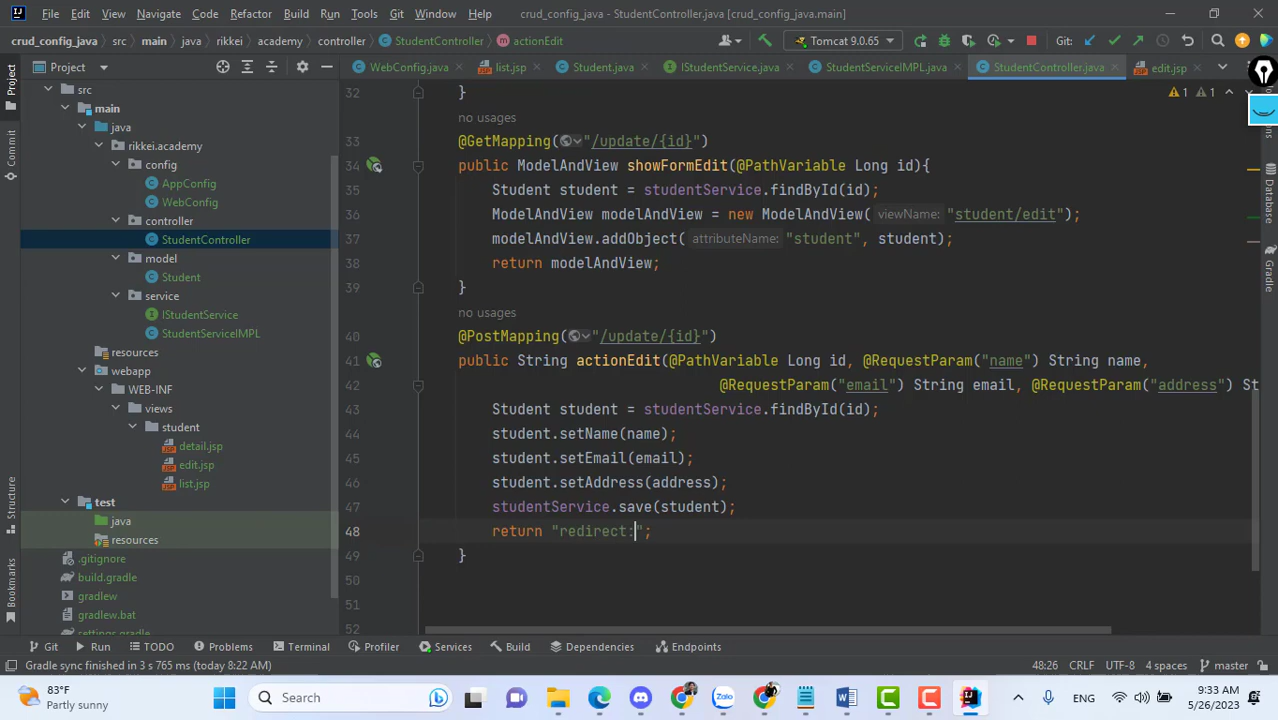 File Edit View Navigate Code Refactor Build Run Tools Git Window Help crud_config_java - StudentController.java [crud_config_java.main]
crud_config_java src main java rikkei academy controller StudentController actionEdit Tomcat 9.0.65 Git:
Project Project WebConfig.java list.jsp Student.java IStudentService.java StudentServiceIMPL.java StudentController.java edit.jsp
src 32 } 1 1
main no usages
java 33 @GetMapping("/update/{id}")
rikkei.academy 34 public ModelAndView showFormEdit(@PathVariable Long id){
config 35 Student student = studentService.findById(id);
AppConfig 36 ModelAndView modelAndView = new ModelAndView( viewName: "student/edit");
WebConfig 37 modelAndView.addObject( attributeName: "student", student);
controller 38 return modelAndView;
StudentController 39 }
model no usages
Student 40 @PostMapping("/update/{id}")
service 41 public String actionEdit(@PathVariable Long id, @RequestParam("name") String name,
IStudentService 42 @RequestParam("email") String email, @RequestParam("address") St
StudentServiceIMPL 43 Student student = studentService.findById(id);
resources 44 student.setName(name);
webapp 45 student.setEmail(email);
WEB-INF 46 student.setAddress(address);
views 47 studentService.save(student);
student 48 return "redirect:";
detail.jsp 49 }
edit.jsp 50
list.jsp 51
test 52
java
resources
.gitignore
build.gradle
gradlew
gradlew.bat
settings.gradle
Commit
Structure
Bookmarks
Database
Gradle
Git Run TODO Problems Terminal Profiler Services Build Dependencies Endpoints
Gradle sync finished in 3 s 765 ms (today 8:22 AM) 48:26 CRLF UTF-8 4 spaces master
83°F
Partly sunny
Search
Zalo
ENG
9:33 AM
5/26/2023